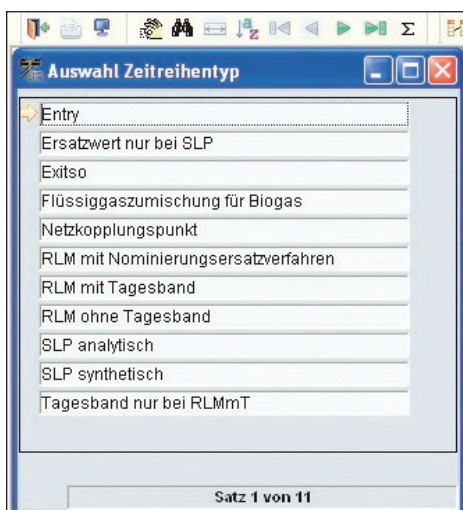 Auswahl Zeitreihentyp
Entry
Ersatzwert nur bei SLP
Exitso
Flüssiggaszumischung für Biogas
Netzkopplungspunkt
RLM mit Nominierungsersatzverfahren
RLM mit Tagesband
RLM ohne Tagesband
SLP analytisch
SLP synthetisch
Tagesband nur bei RLMmT
Satz 1 von 11